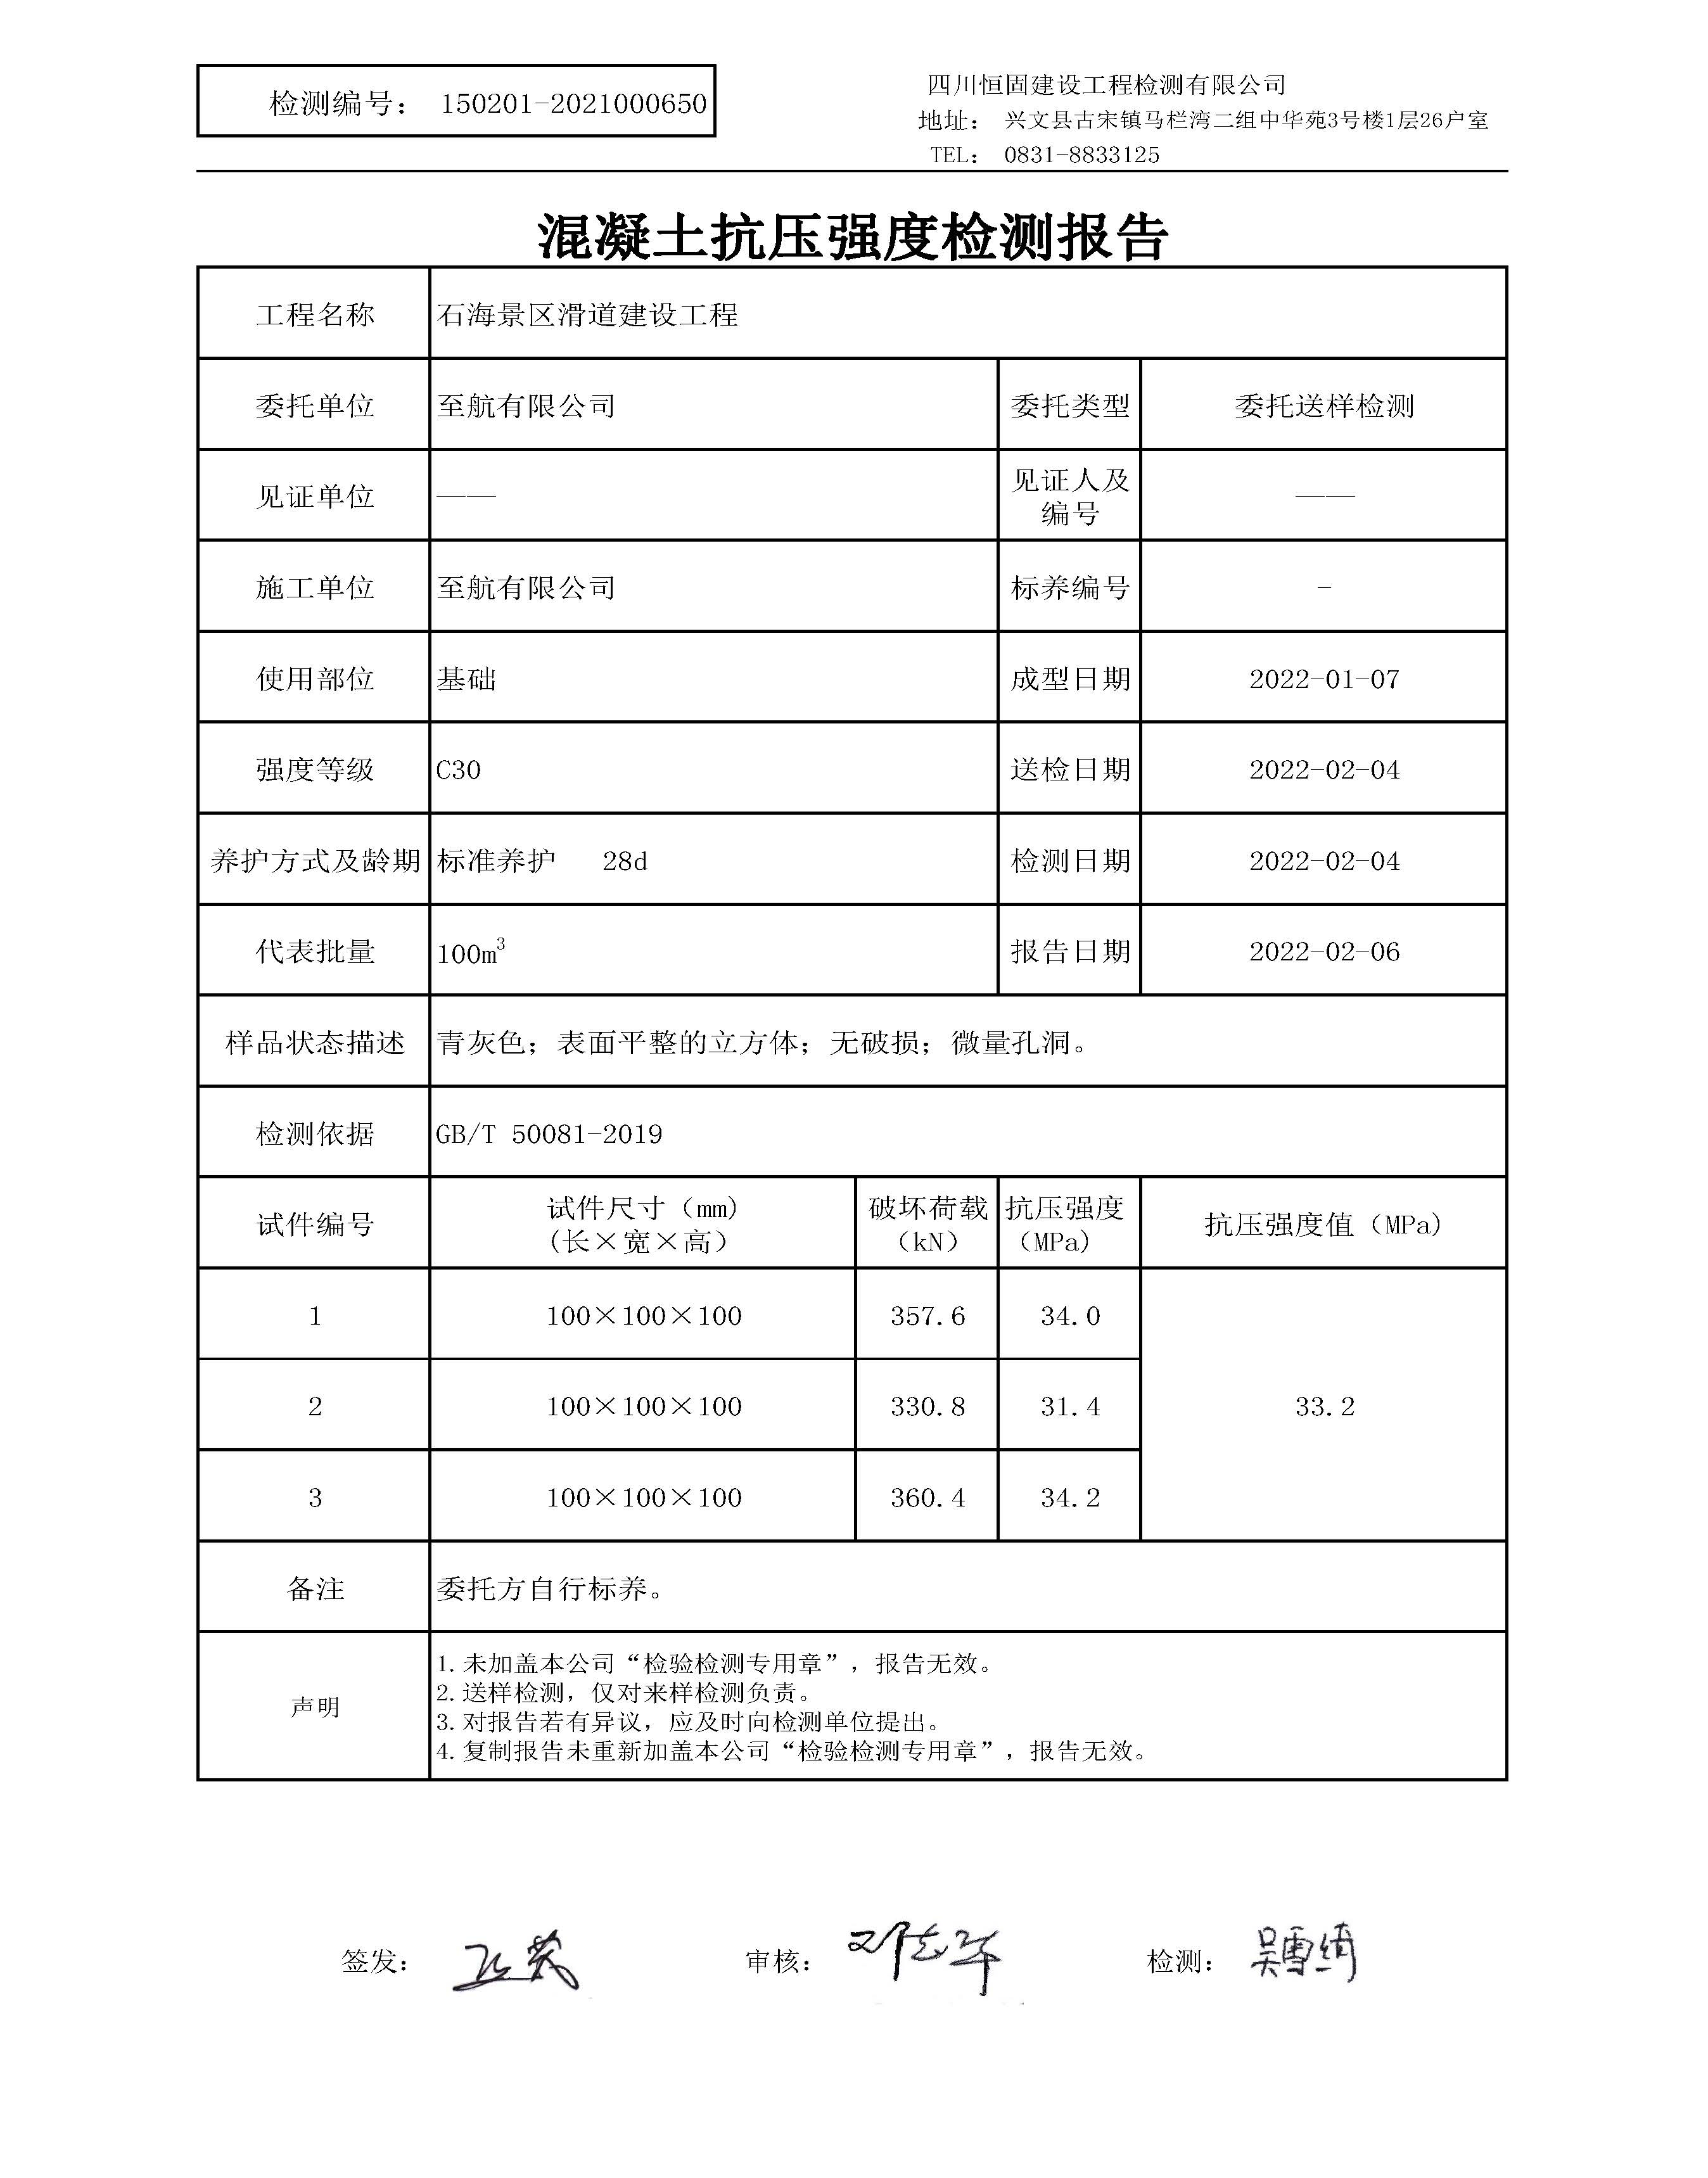 检测编号： 150201-2021000650
四川恒固建设工程检测有限公司
地址： 兴文县古宋镇马栏湾二组中华苑3号楼1层26户室
TEL： 0831-8833125
混凝土抗压强度检测报告
工程名称 石海景区滑道建设工程
委托单位 至航有限公司 委托类型 委托送样检测
见证单位 —— 见证人及编号 ——
施工单位 至航有限公司 标养编号 -
使用部位 基础 成型日期 2022-01-07
强度等级 C30 送检日期 2022-02-04
养护方式及龄期 标准养护 28d 检测日期 2022-02-04
代表批量 100m³ 报告日期 2022-02-06
样品状态描述 青灰色；表面平整的立方体；无破损；微量孔洞。
检测依据 GB/T 50081-2019
试件编号 试件尺寸（mm)(长×宽×高） 破坏荷载（kN） 抗压强度（MPa） 抗压强度值（MPa）
1 100×100×100 357.6 34.0
2 100×100×100 330.8 31.4 33.2
3 100×100×100 360.4 34.2
备注 委托方自行标养。
声明
1.未加盖本公司“检验检测专用章”，报告无效。
2.送样检测，仅对来样检测负责。
3.对报告若有异议，应及时向检测单位提出。
4.复制报告未重新加盖本公司“检验检测专用章”，报告无效。
签发： 审核： 检测： 吴雪绮